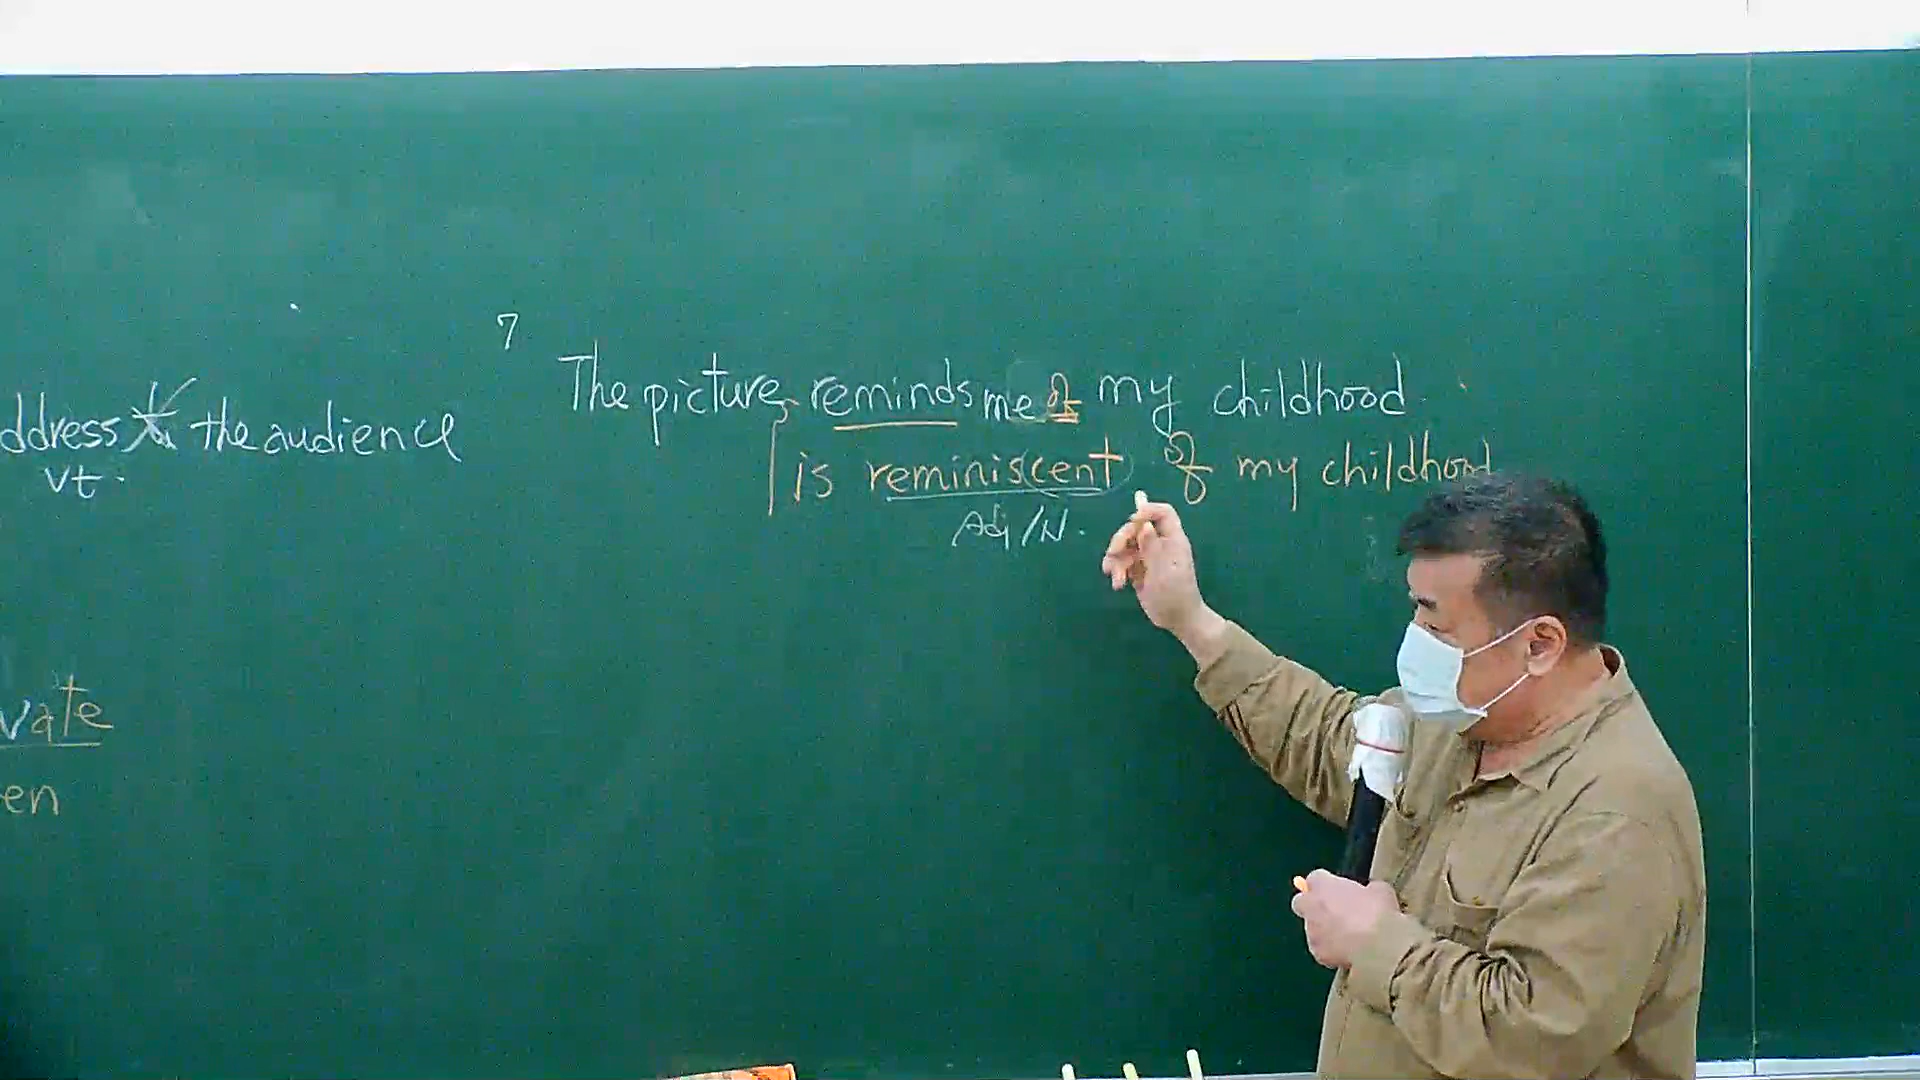 7
The picture reminds me of my childhood
is reminiscent of my childhood
Adj/N.
ddress to the audience
vt.
vate
en